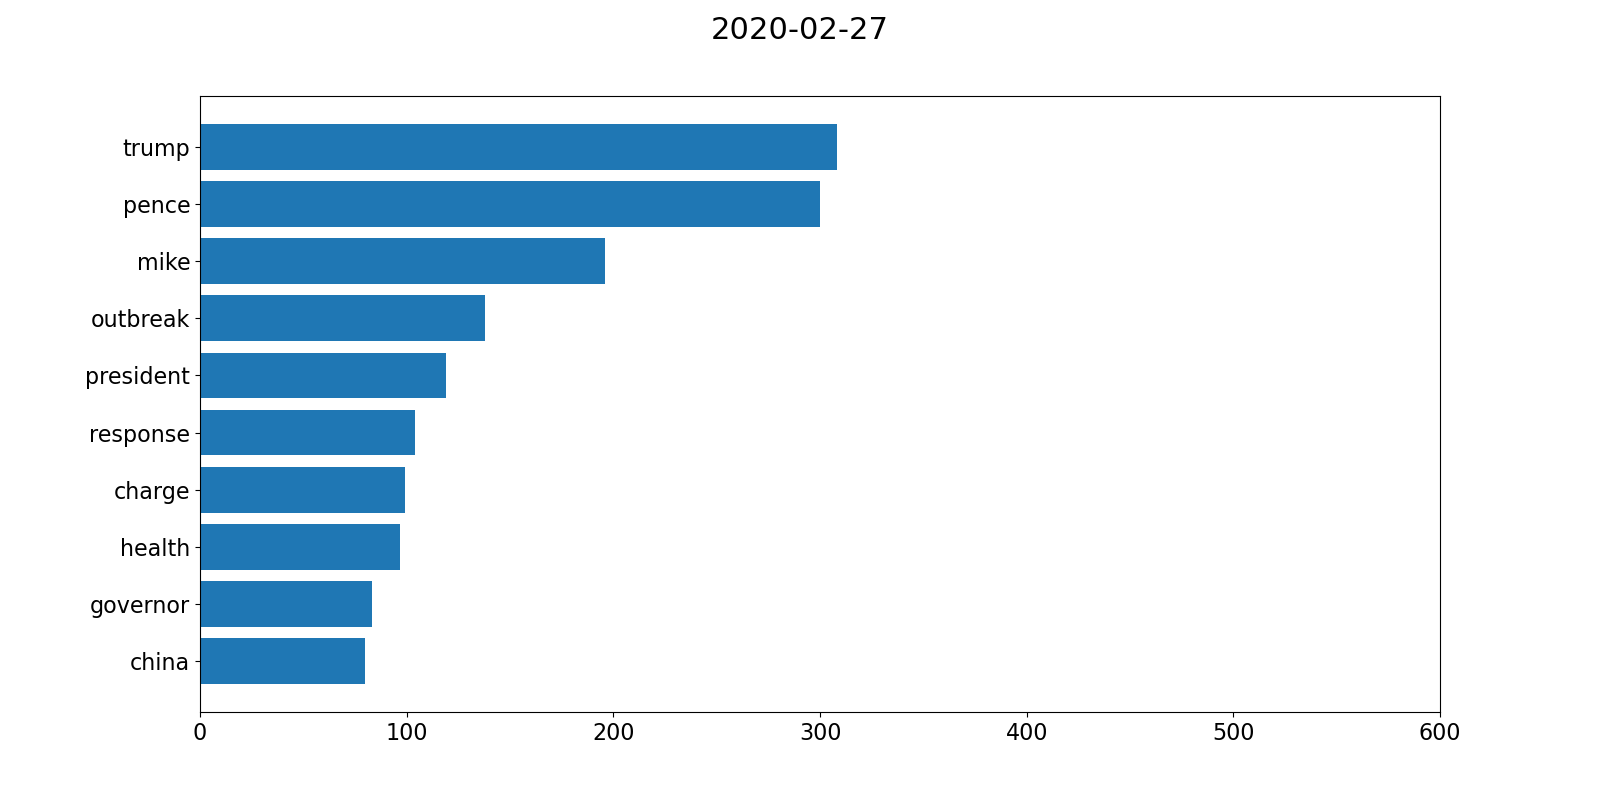 2020-02-27
trump
pence
mike
outbreak
president
response
charge
health
governor
china
0 100 200 300 400 500 600